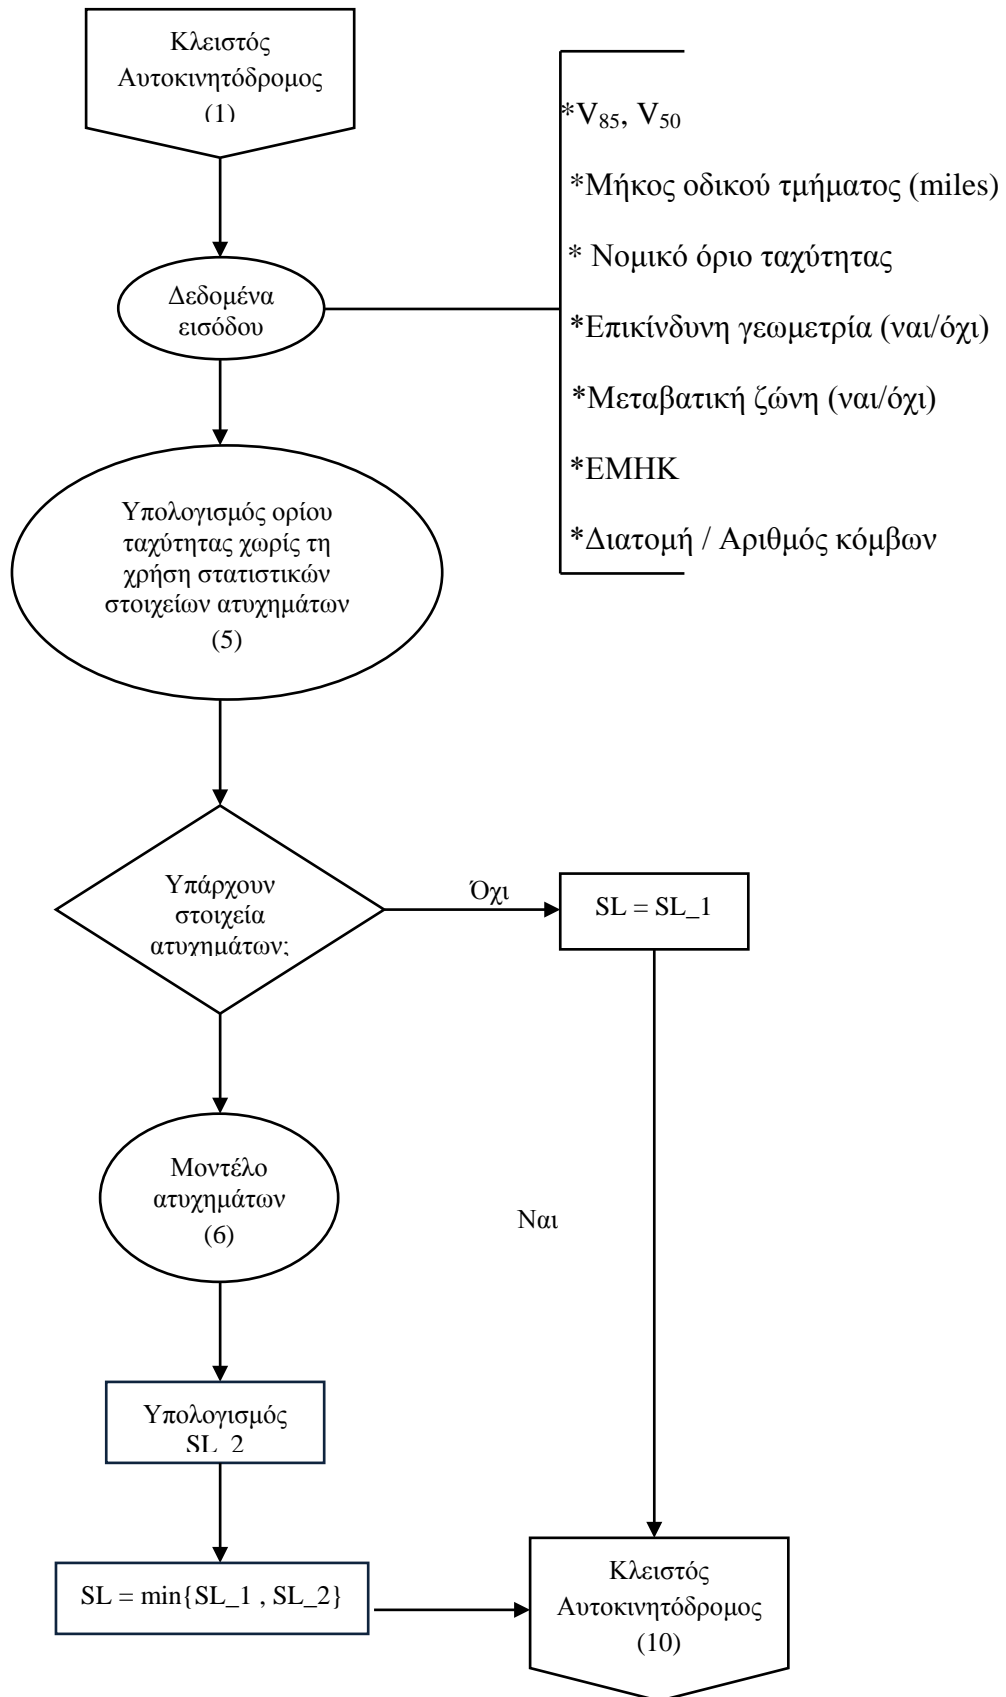 Κλειστός
Αυτοκινητόδρομος
(1)
*V85, V50
*Μήκος οδικού τμήματος (miles)
* Νομικό όριο ταχύτητας
*Επικίνδυνη γεωμετρία (ναι/όχι)
*Μεταβατική ζώνη (ναι/όχι)
*ΕΜΗΚ
*Διατομή / Αριθμός κόμβων
Δεδομένα
εισόδου
Υπολογισμός ορίου
ταχύτητας χωρίς τη
χρήση στατιστικών
στοιχείων ατυχημάτων
(5)
Υπάρχουν
στοιχεία
ατυχημάτων;
Όχι
SL = SL_1
Μοντέλο
ατυχημάτων
(6)
Ναι
Υπολογισμός
SL_2
SL = min{SL_1 , SL_2}
Κλειστός
Αυτοκινητόδρομος
(10)